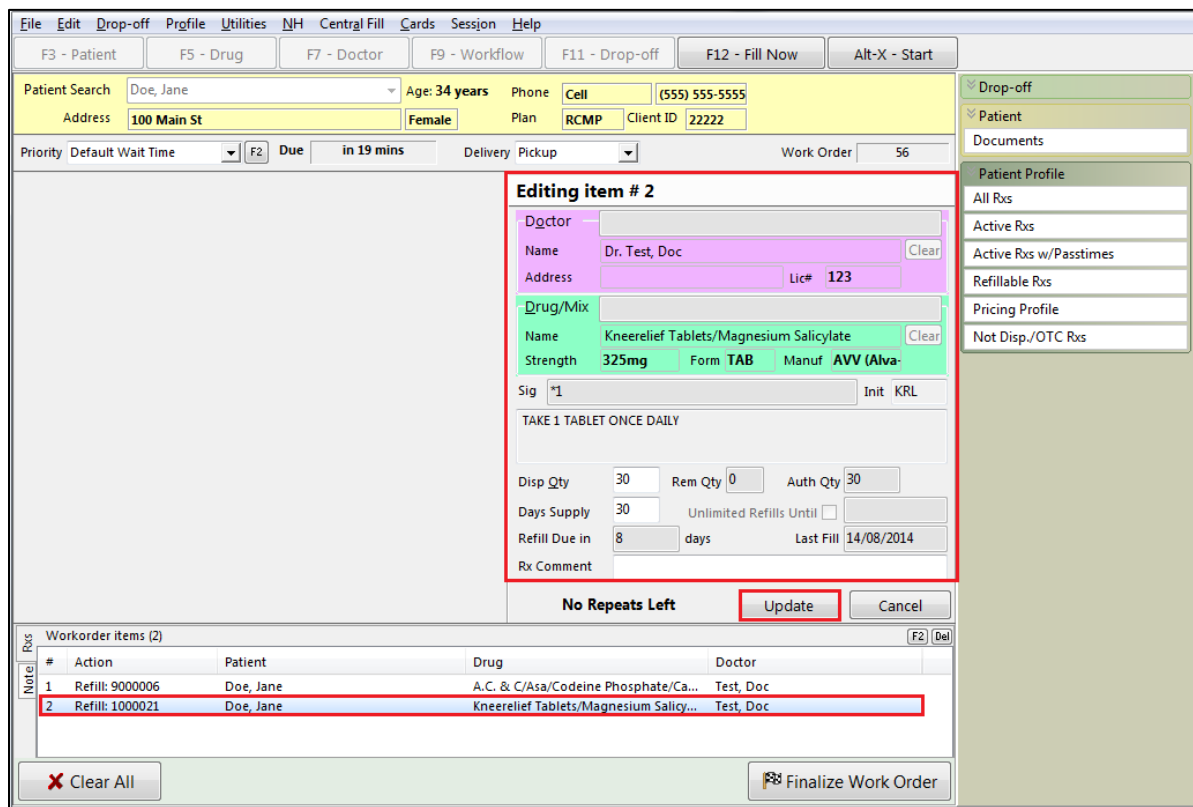 File Edit Drop-off Profile Utilities NH Central Fill Cards Session Help
F3 - Patient F5 - Drug F7 - Doctor F9 - Workflow F11 - Drop-off F12 - Fill Now Alt-X - Start
Patient Search Doe, Jane Age: 34 years Phone Cell (555) 555-5555
Address 100 Main St Female Plan RCMP Client ID 22222
Priority Default Wait Time F2 Due in 19 mins Delivery Pickup Work Order 56
Drop-off
Patient
Documents
Patient Profile
All Rxs
Active Rxs
Active Rxs w/Passtimes
Refillable Rxs
Pricing Profile
Not Disp./OTC Rxs
Editing item # 2
Doctor
Name Dr. Test, Doc Clear
Address Lic# 123
Drug/Mix
Name Kneerelief Tablets/Magnesium Salicylate Clear
Strength 325mg Form TAB Manuf AVV (Alva-
Sig *1 Init KRL
TAKE 1 TABLET ONCE DAILY
Disp Qty 30 Rem Qty 0 Auth Qty 30
Days Supply 30 Unlimited Refills Until
Refill Due in 8 days Last Fill 14/08/2014
Rx Comment
No Repeats Left Update Cancel
Rxs
Note
Workorder items (2) F2 Del
# Action Patient Drug Doctor
1 Refill: 9000006 Doe, Jane A.C. & C/Asa/Codeine Phosphate/Ca... Test, Doc
2 Refill: 1000021 Doe, Jane Kneerelief Tablets/Magnesium Salicy... Test, Doc
Clear All Finalize Work Order